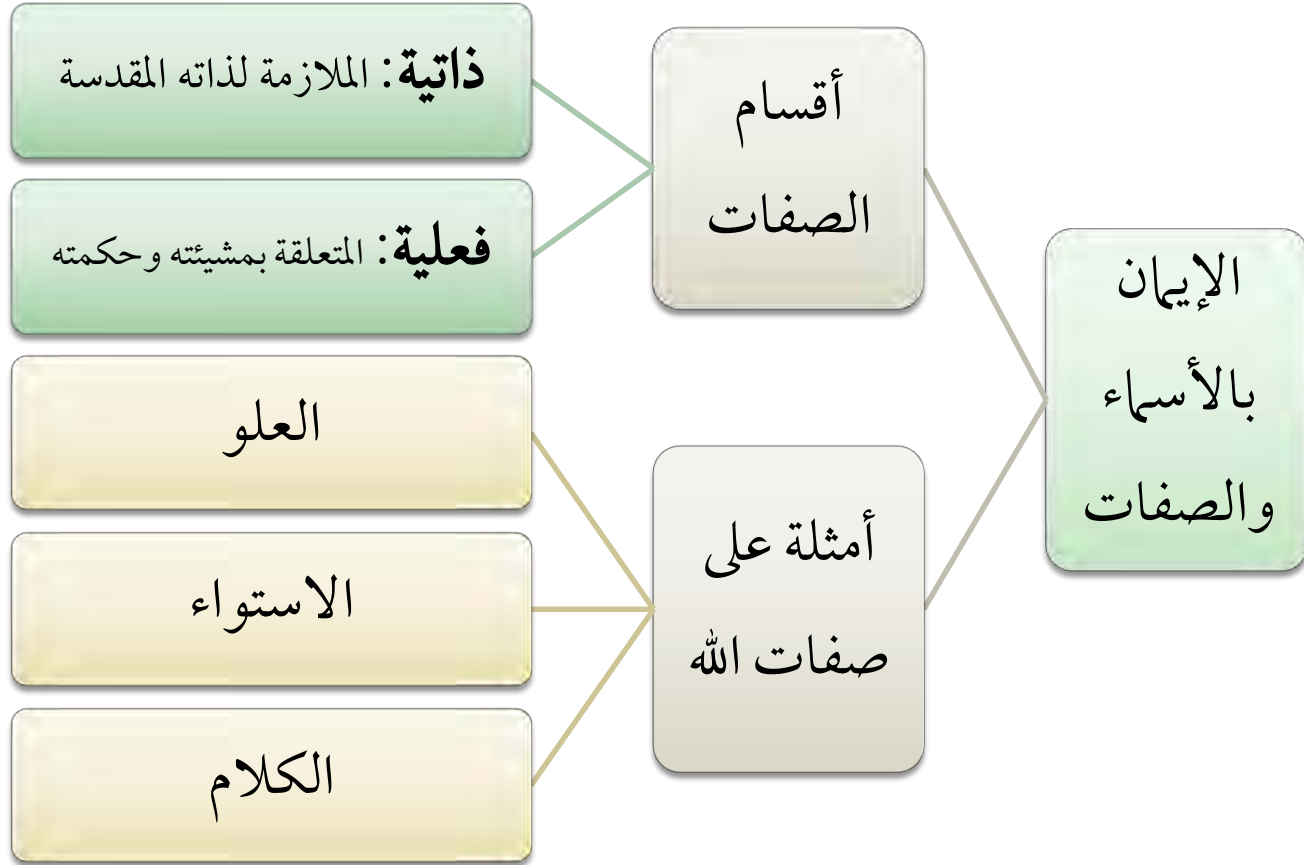 الإيمان
بالأسماء
والصفات
أقسام
الصفات
ذاتية: الملازمة لذاته المقدسة
فعلية: المتعلقة بمشيئته وحكمته
أمثلة على
صفات الله
العلو
الاستواء
الكلام